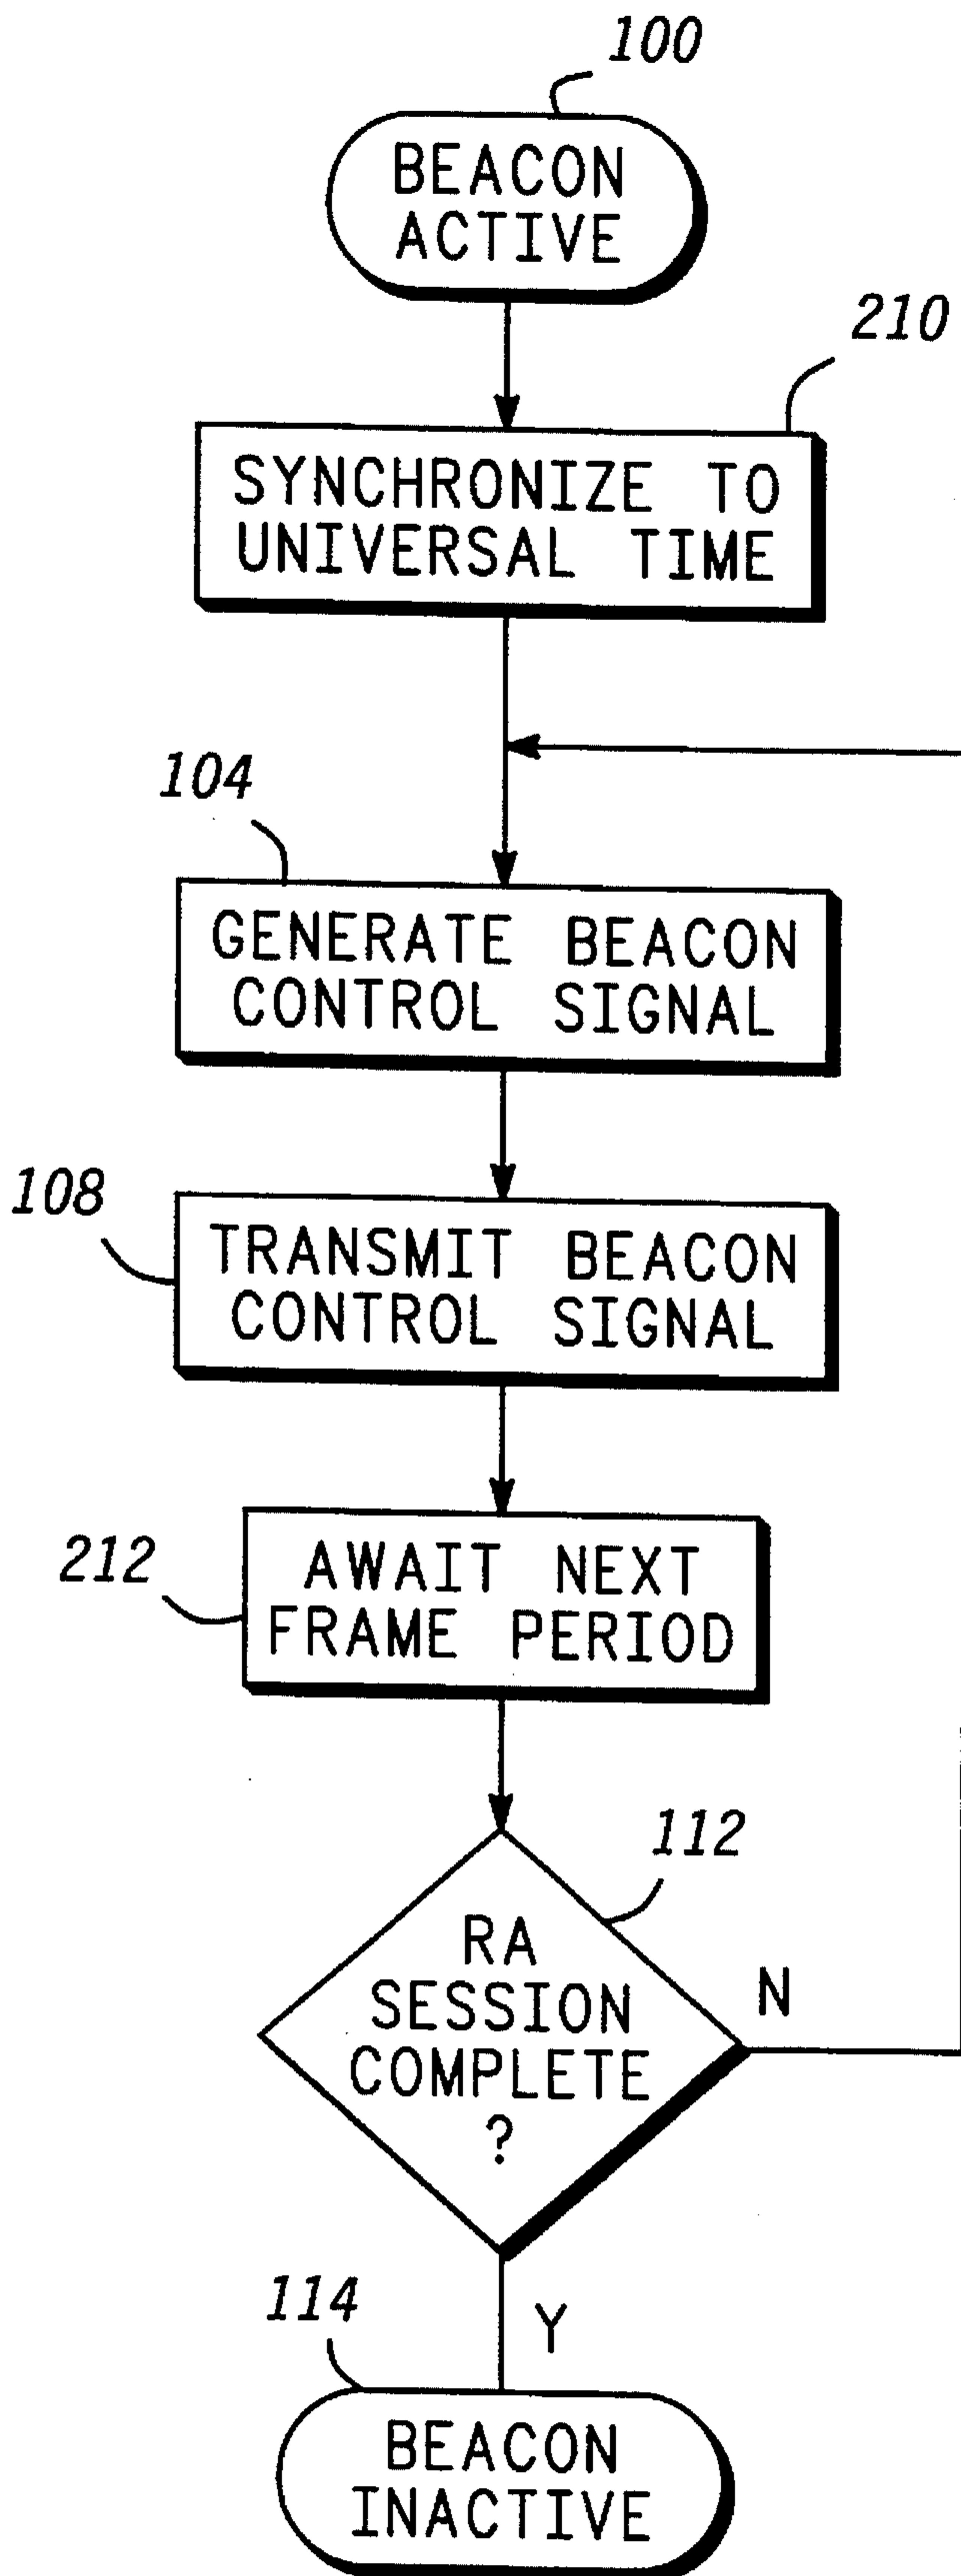 100
BEACON
ACTIVE
210
SYNCHRONIZE TO
UNIVERSAL TIME
104
GENERATE BEACON
CONTROL SIGNAL
108
TRANSMIT BEACON
CONTROL SIGNAL
212
AWAIT NEXT
FRAME PERIOD
112
RA
SESSION
COMPLETE
?
N
Y
114
BEACON
INACTIVE